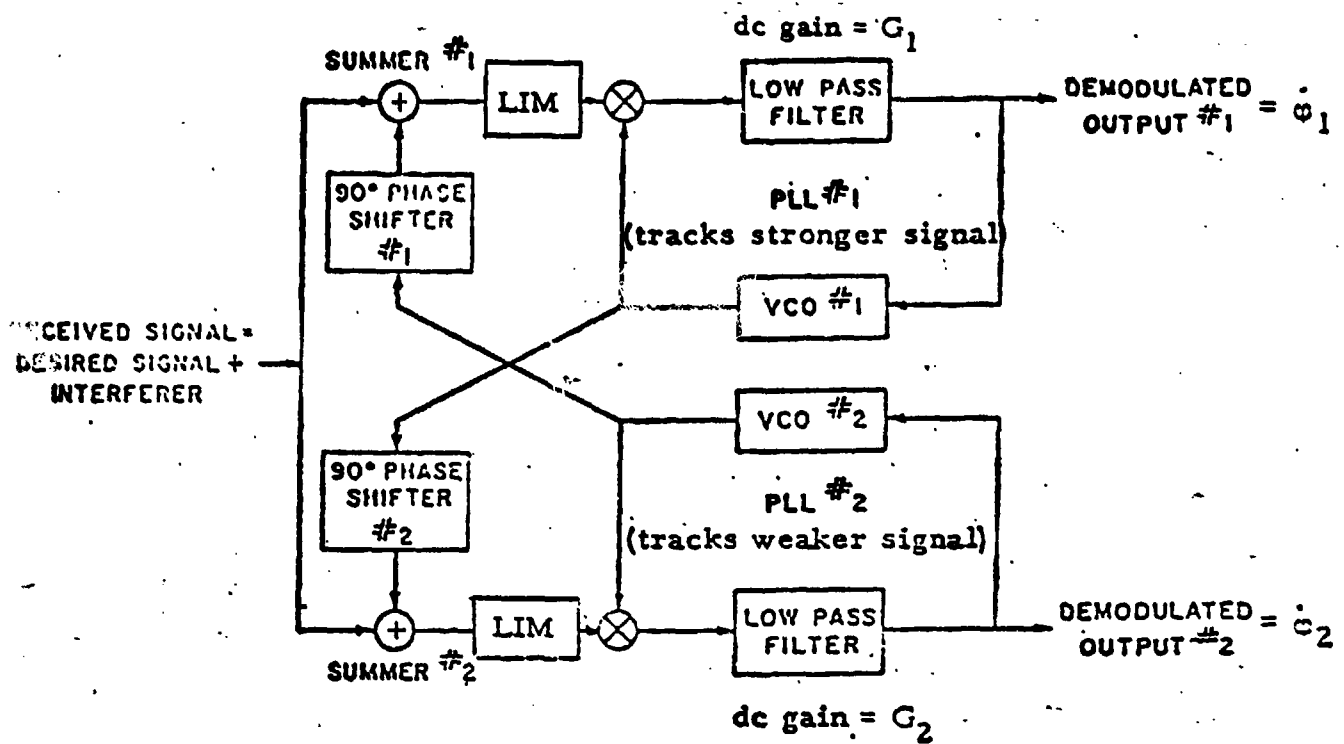 dc gain = G1
SUMMER #1
LIM
LOW PASS
FILTER
DEMODULATED
OUTPUT #1 = φ̇1
90° PHASE
SHIFTER
#1
PLL #1
(tracks stronger signal)
VCO #1
SIGNAL =
DESIRED SIGNAL +
INTERFERER
VCO #2
90° PHASE
SHIFTER
#2
PLL #2
(tracks weaker signal)
SUMMER #2
LIM
LOW PASS
FILTER
DEMODULATED
OUTPUT #2 = φ̇2
dc gain = G2